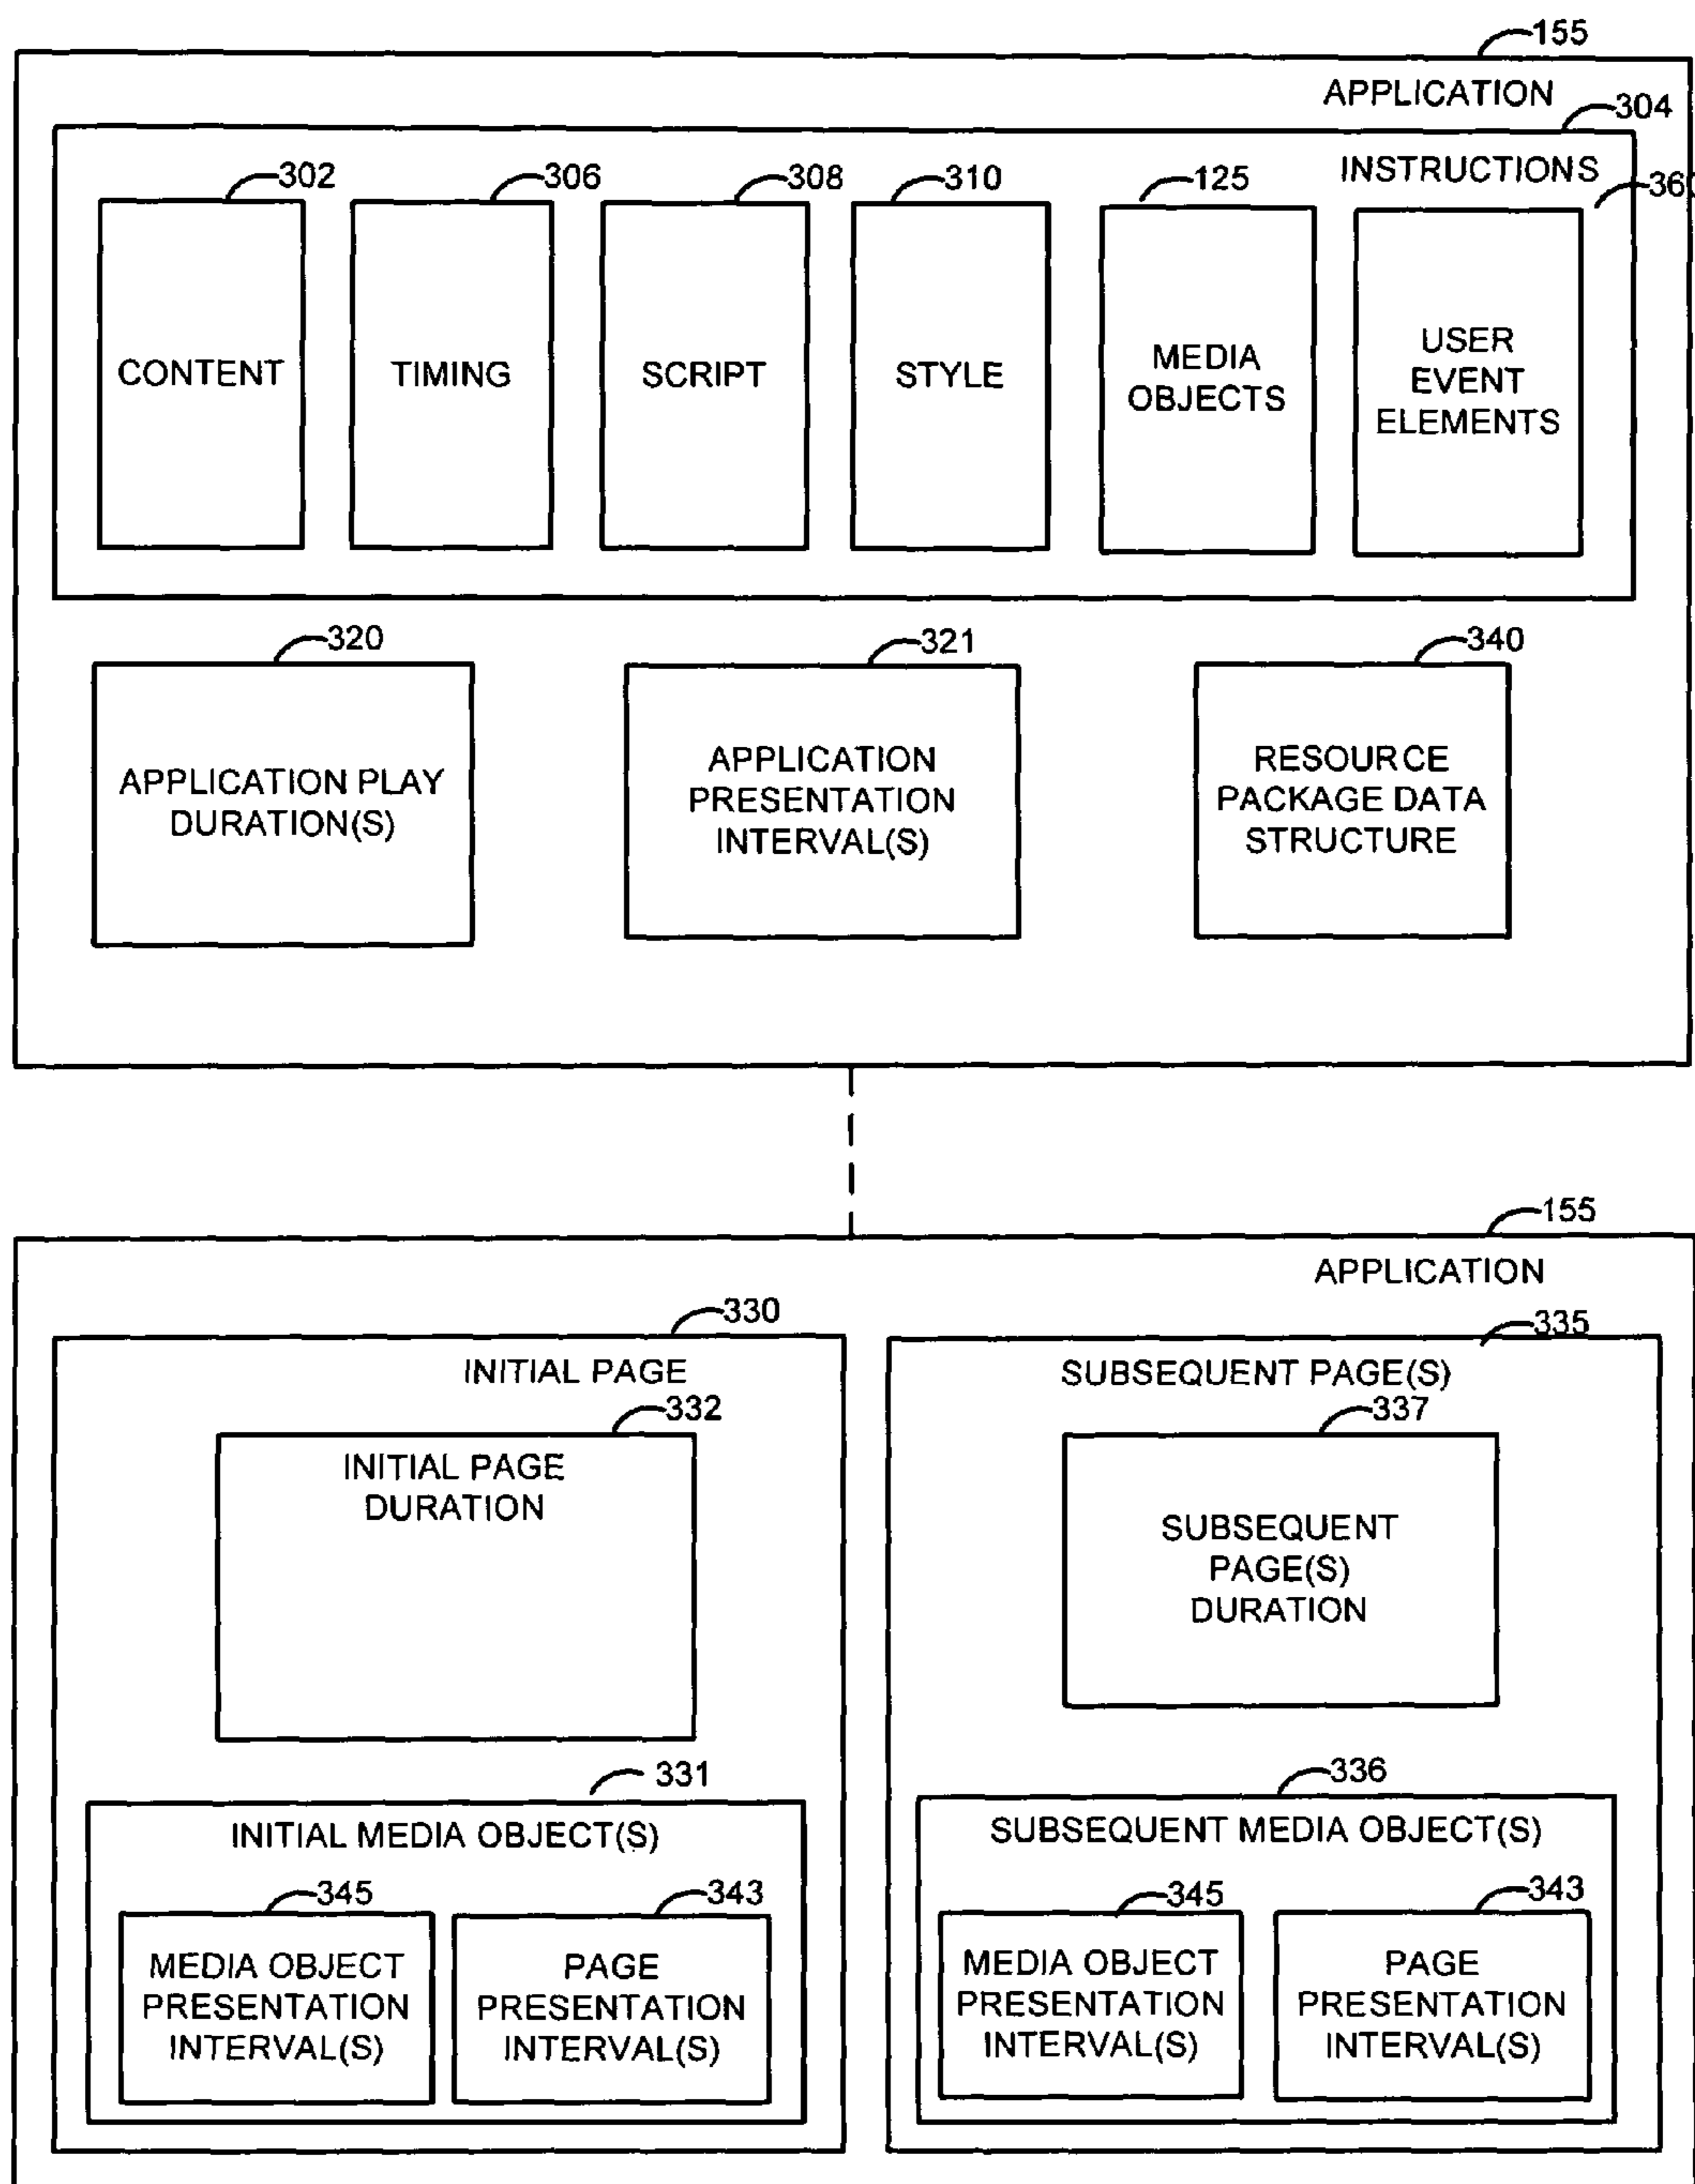 155
APPLICATION
304
INSTRUCTIONS
302
306
308
310
125
CONTENT
TIMING
SCRIPT
STYLE
MEDIA
OBJECTS
USER
EVENT
ELEMENTS
320
321
340
APPLICATION PLAY
DURATION(S)
APPLICATION
PRESENTATION
INTERVAL(S)
RESOURCE
PACKAGE DATA
STRUCTURE
155
APPLICATION
330
INITIAL PAGE
332
INITIAL PAGE
DURATION
331
INITIAL MEDIA OBJECT(S)
345
343
MEDIA OBJECT
PRESENTATION
INTERVAL(S)
PAGE
PRESENTATION
INTERVAL(S)
335
SUBSEQUENT PAGE(S)
337
SUBSEQUENT
PAGE(S)
DURATION
336
SUBSEQUENT MEDIA OBJECT(S)
345
343
MEDIA OBJECT
PRESENTATION
INTERVAL(S)
PAGE
PRESENTATION
INTERVAL(S)